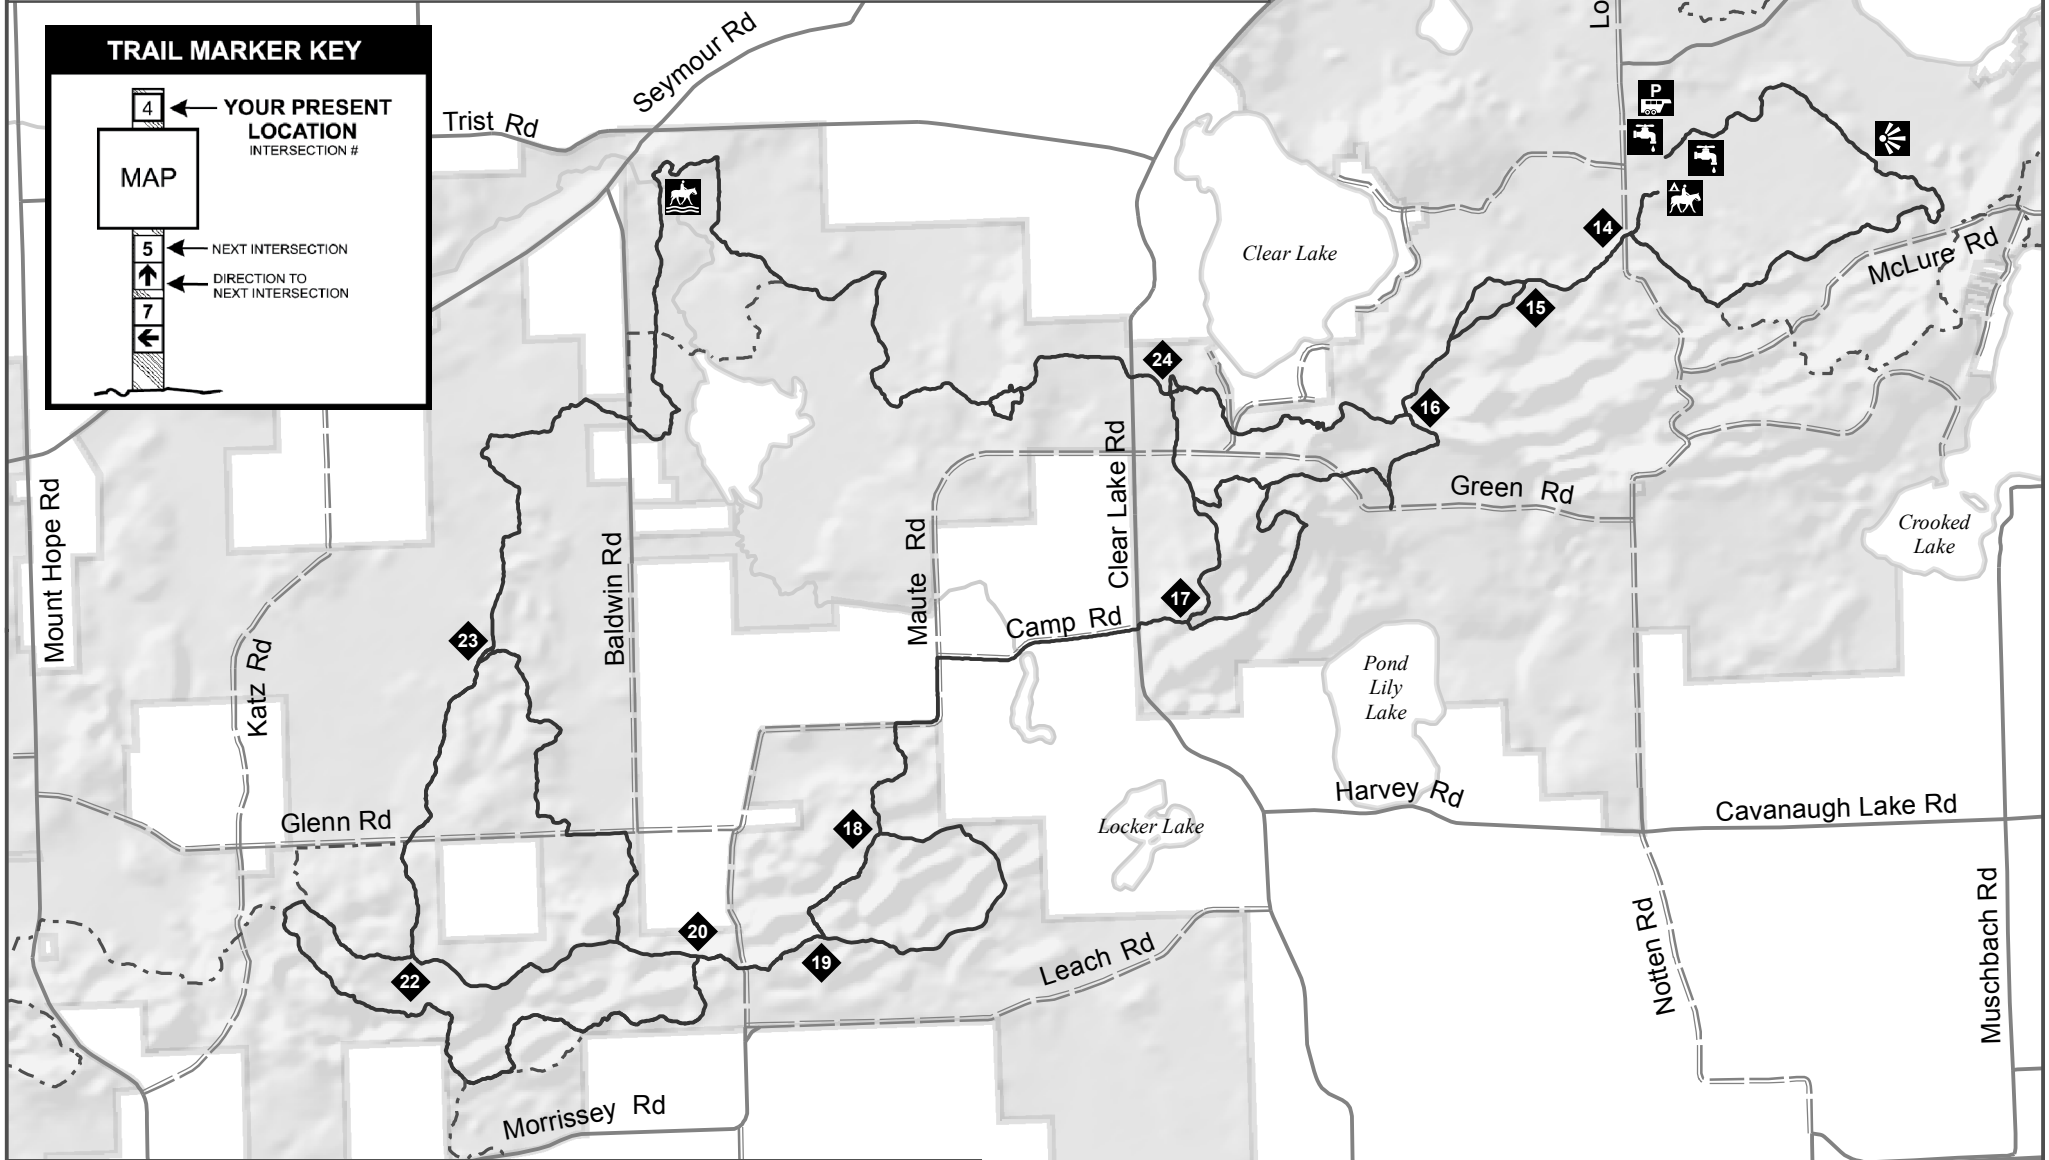 Lo
TRAIL MARKER KEY
4
YOUR PRESENT
LOCATION
INTERSECTION #
MAP
5
NEXT INTERSECTION
DIRECTION TO
NEXT INTERSECTION
7
Seymour Rd
Trist Rd
P
14
Clear Lake
McLure Rd
15
24
16
Mount Hope Rd
Clear Lake Rd
Green Rd
Crooked
Lake
Baldwin Rd
Maute Rd
17
Camp Rd
23
Katz Rd
Pond
Lily
Lake
Harvey Rd
Cavanaugh Lake Rd
Glenn Rd
18
Locker Lake
20
19
22
Leach Rd
Notten Rd
Muschbach Rd
Morrissey Rd